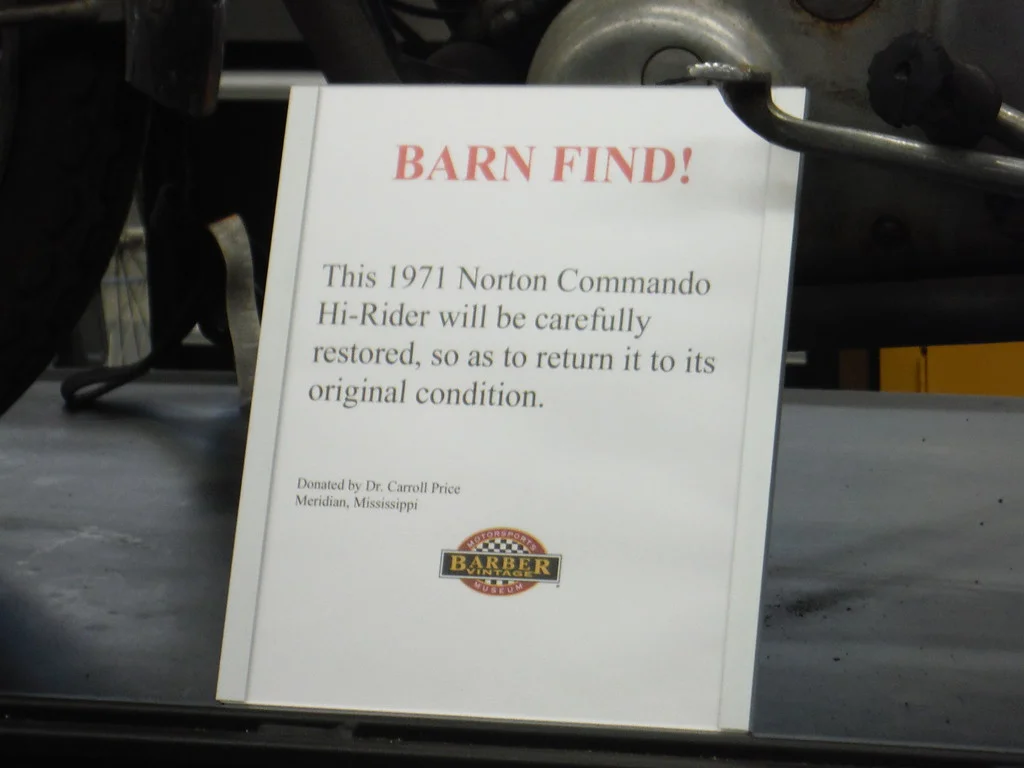 BARN FIND!
This 1971 Norton Commando
Hi-Rider will be carefully
restored, so as to return it to its
original condition.
Donated by Dr. Carroll Price
Meridian, Mississippi
MOTORSPORTS
BARBER
VINTAGE
MUSEUM